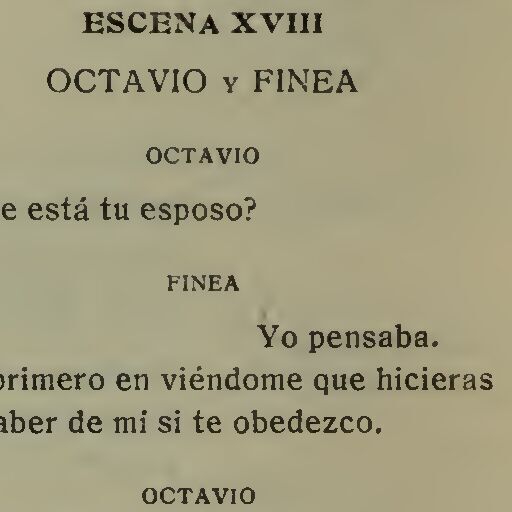 ESCENA XVIII
OCTAVIO Y FINEA
OCTAVIO
e está tu esposo?
FINEA
Yo pensaba.
primero en viéndome que hicieras
aber de mí si te obedezco.
OCTAVIO